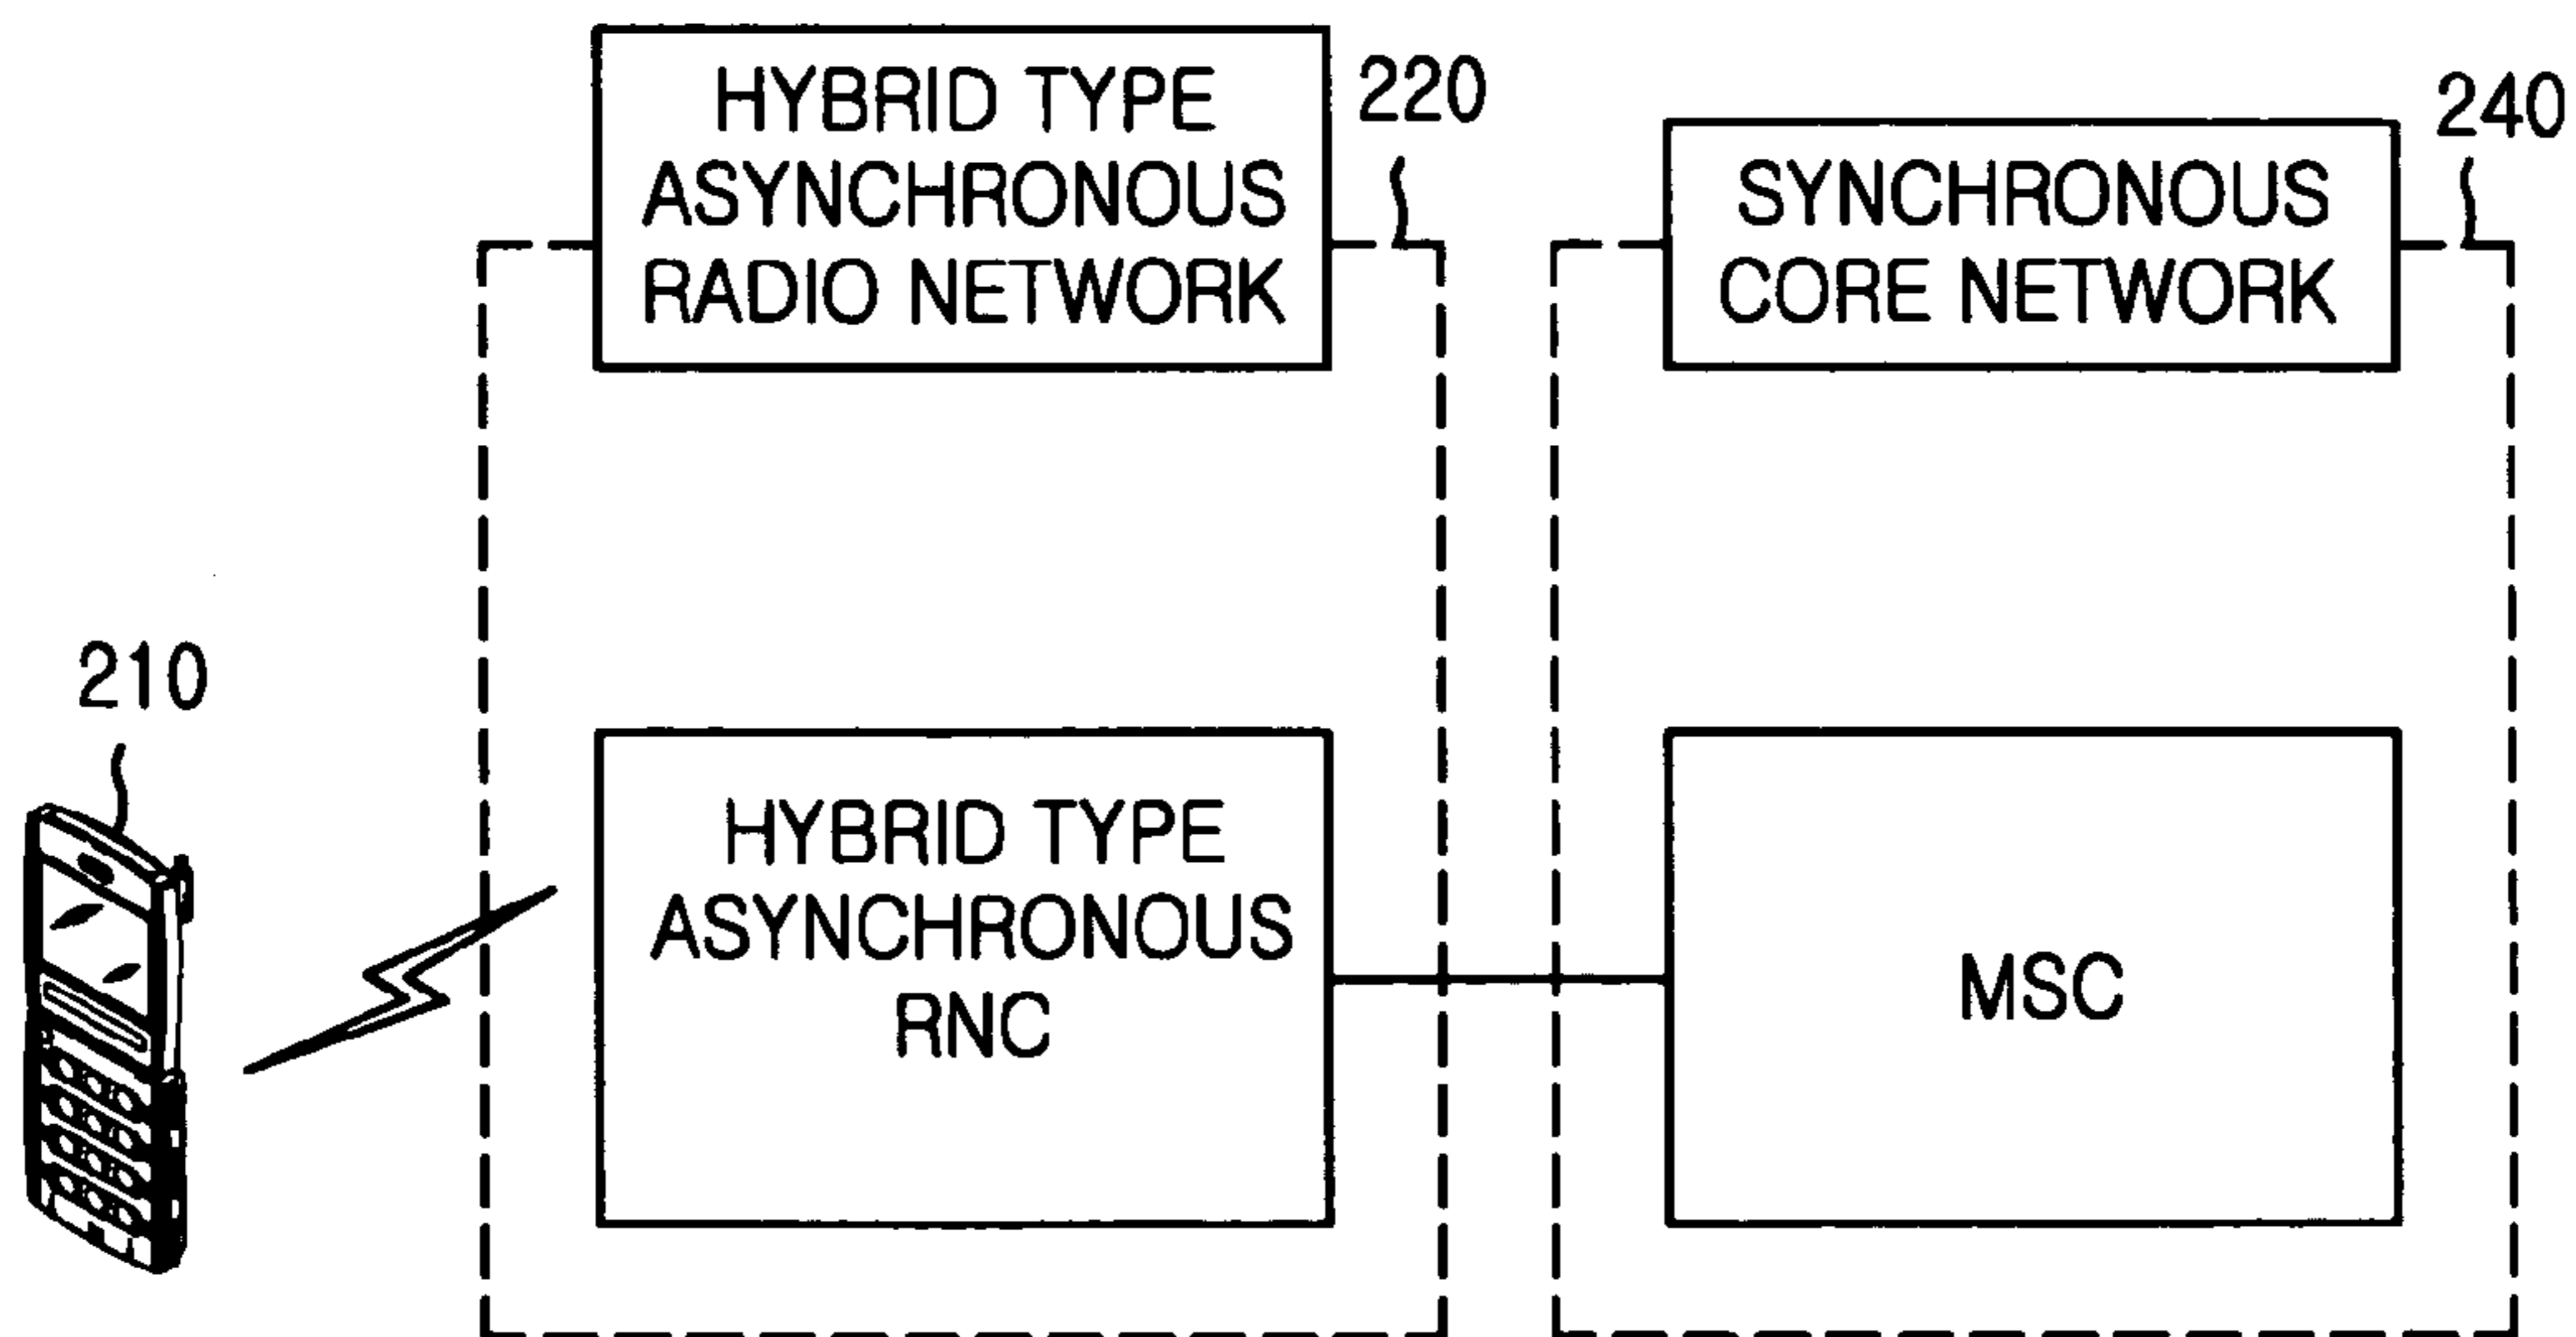 HYBRID TYPE
ASYNCHRONOUS
RADIO NETWORK
220
SYNCHRONOUS
CORE NETWORK
240
210
HYBRID TYPE
ASYNCHRONOUS
RNC
MSC